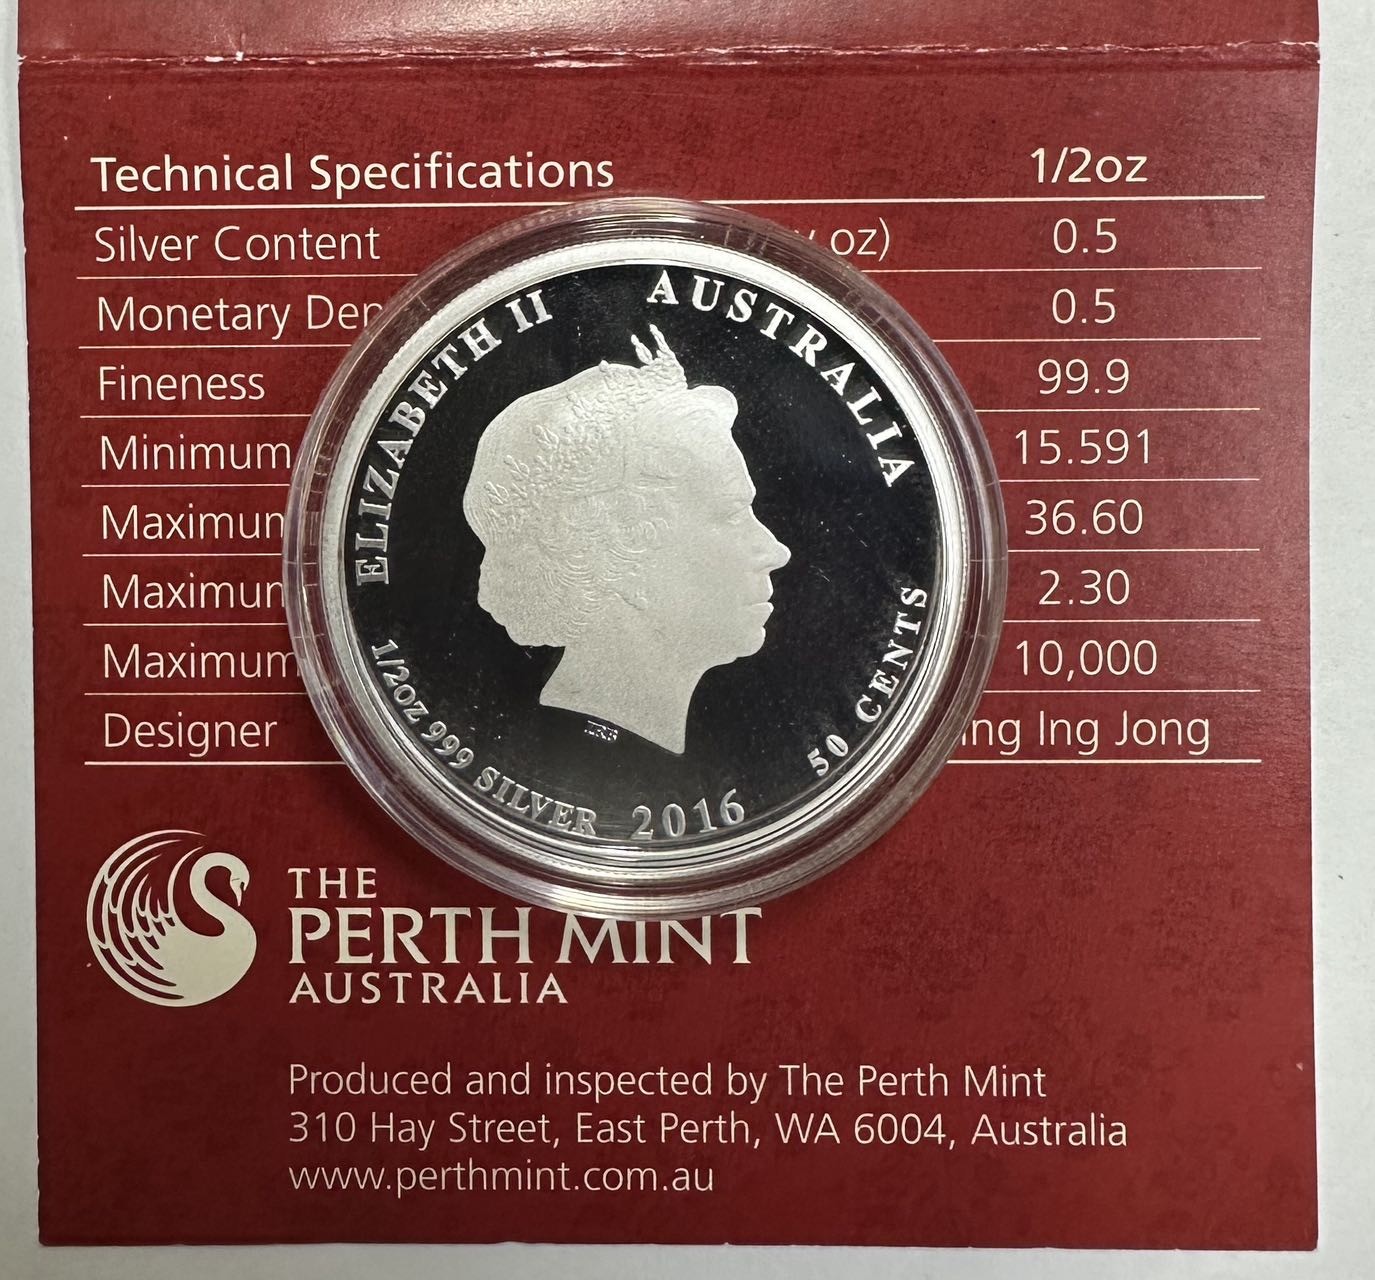 Technical Specifications 1/2oz
Silver Content oz) 0.5
Monetary Den 0.5
Fineness 99.9
Minimum 15.591
Maximum 36.60
Maximum 2.30
Maximum 10,000
Designer ng Ing Jong
ELIZABETH II AUSTRALIA
1/2OZ 999 SILVER 2016 50 CENTS
IRB
THE
PERTH MINT
AUSTRALIA
Produced and inspected by The Perth Mint
310 Hay Street, East Perth, WA 6004, Australia
www.perthmint.com.au